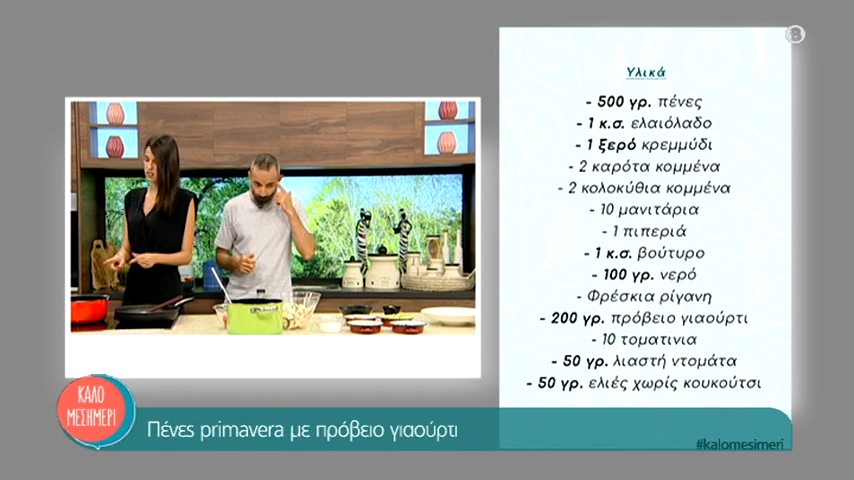 Υλικά
- 500 γρ. πένες
- 1 κ.σ. ελαιόλαδο
- 1 ξερό κρεμμύδι
- 2 καρότα κομμένα
- 2 κολοκύθια κομμένα
- 10 μανιτάρια
- 1 πιπεριά
- 1 κ.σ. βούτυρο
- 100 γρ. νερό
- Φρέσκια ρίγανη
- 200 γρ. πρόβειο γιαούρτι
- 10 τοματινια
- 50 γρ. λιαστή ντομάτα
- 50 γρ. ελιές χωρίς κουκούτσι
ΚΑΛΟ
ΜΕΣΗΜΕΡΙ
Πένες primavera με πρόβειο γιαούρτι
#kalomesimeri
B